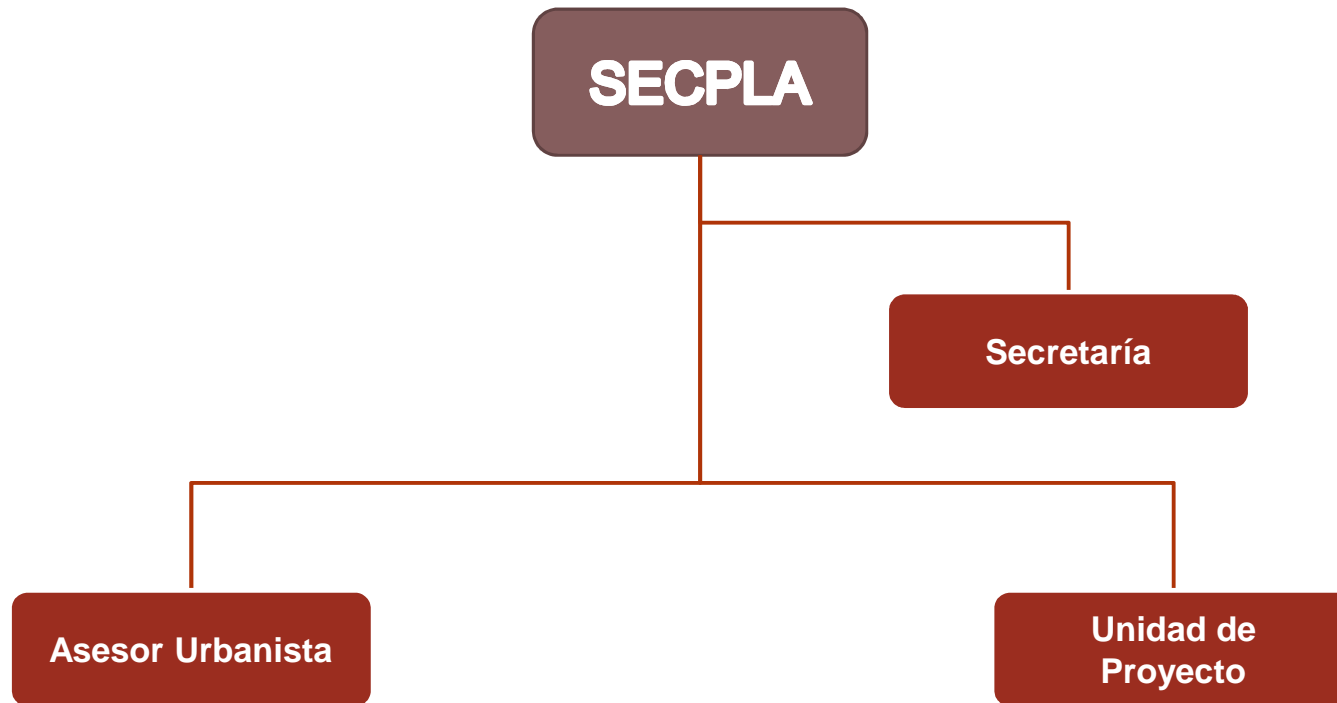 SECPLA
Secretaría
Asesor Urbanista
Unidad de
Proyecto